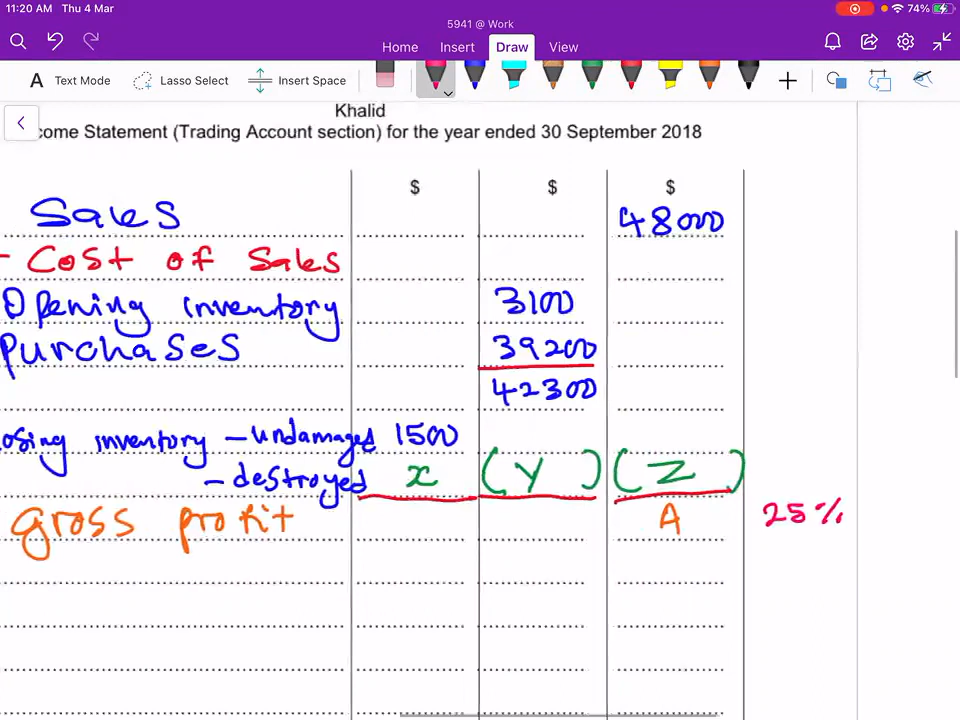 11:20 AM Thu 4 Mar 74%
5941 @ Work
Home Insert Draw View
Text Mode Lasso Select Insert Space
Khalid
come Statement (Trading Account section) for the year ended 30 September 2018
$ $ $
Sales 48000
- Cost of Sales
Opening inventory 3100
Purchases 39200
42300
osing inventory - undamaged 1500
- destroyed x (Y) (Z)
gross profit A 25%